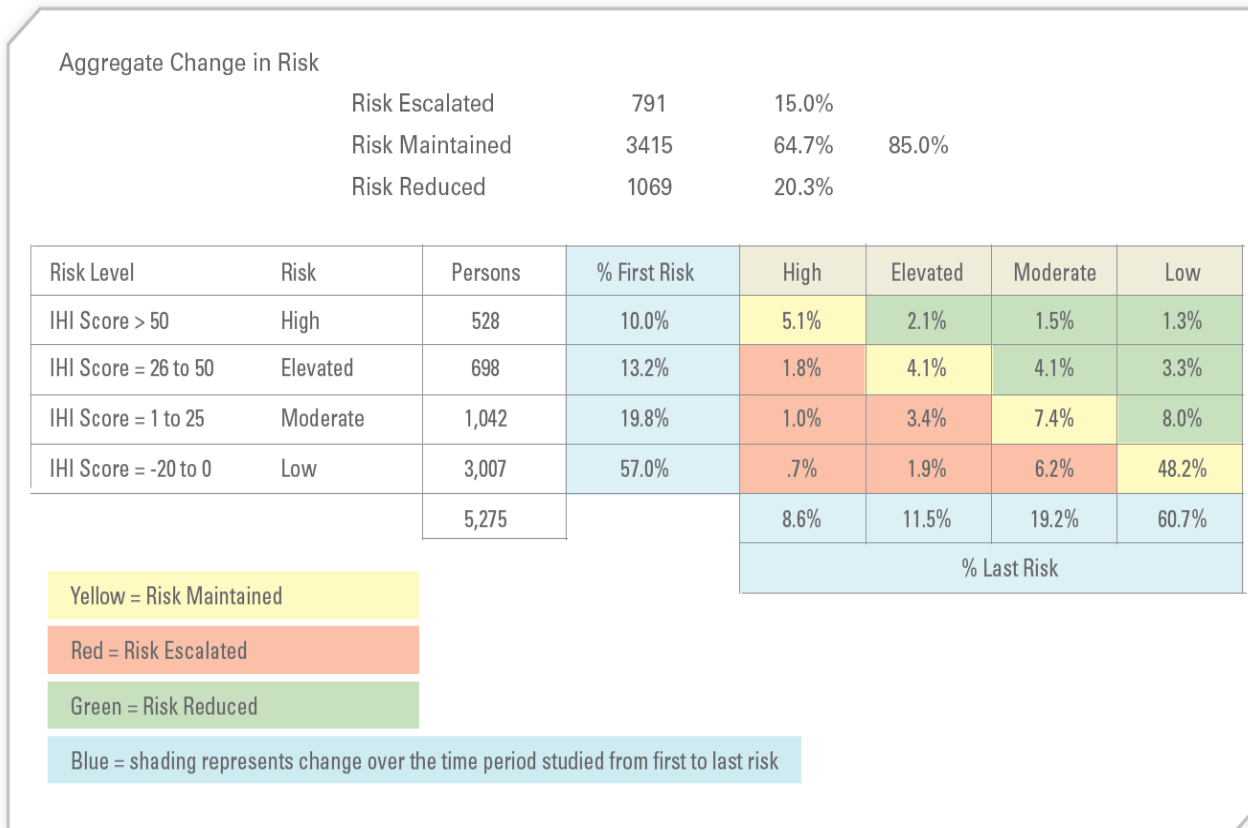 Aggregate Change in Risk
Risk Escalated 791 15.0%
Risk Maintained 3415 64.7% 85.0%
Risk Reduced 1069 20.3%
Risk Level Risk Persons % First Risk High Elevated Moderate Low
IHI Score > 50 High 528 10.0% 5.1% 2.1% 1.5% 1.3%
IHI Score = 26 to 50 Elevated 698 13.2% 1.8% 4.1% 4.1% 3.3%
IHI Score = 1 to 25 Moderate 1,042 19.8% 1.0% 3.4% 7.4% 8.0%
IHI Score = -20 to 0 Low 3,007 57.0% .7% 1.9% 6.2% 48.2%
5,275 8.6% 11.5% 19.2% 60.7%
% Last Risk
Yellow = Risk Maintained
Red = Risk Escalated
Green = Risk Reduced
Blue = shading represents change over the time period studied from first to last risk